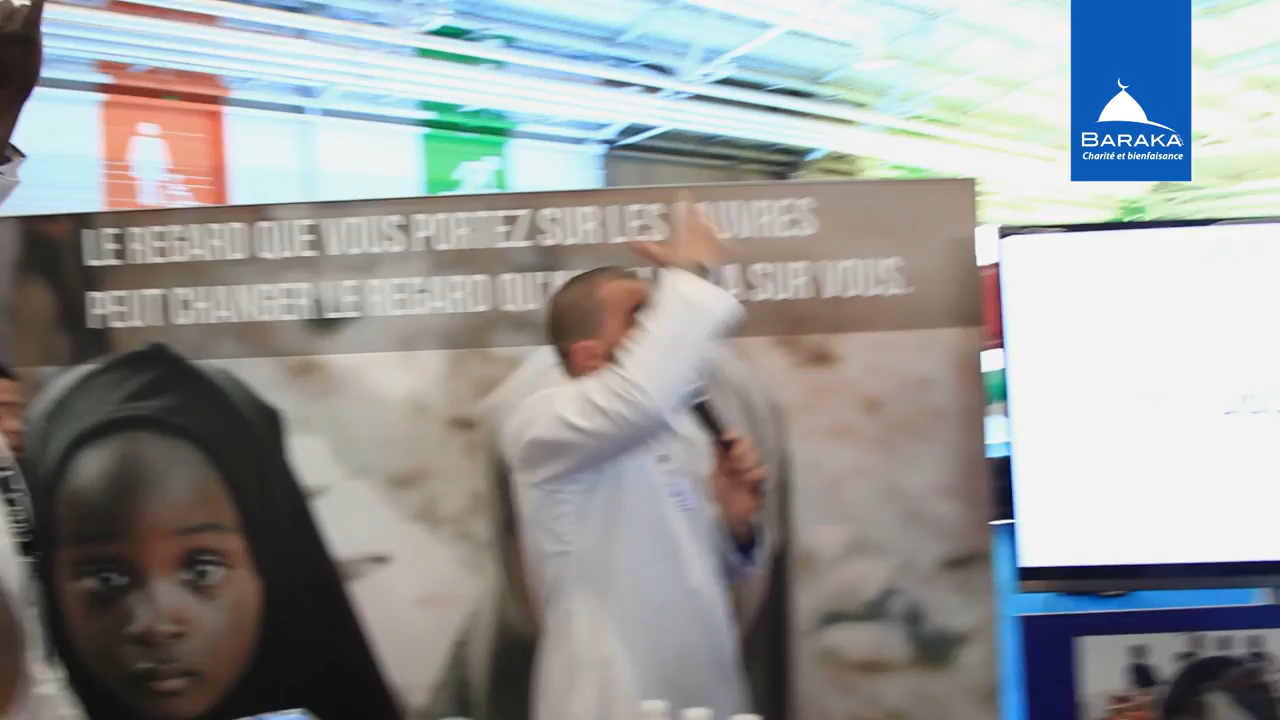 BARAKA
Charité et bienfaisance
LE REGARD QUE VOUS PORTEZ SUR LES
PEUT CHANGER LE REGARD SUR VOUS.